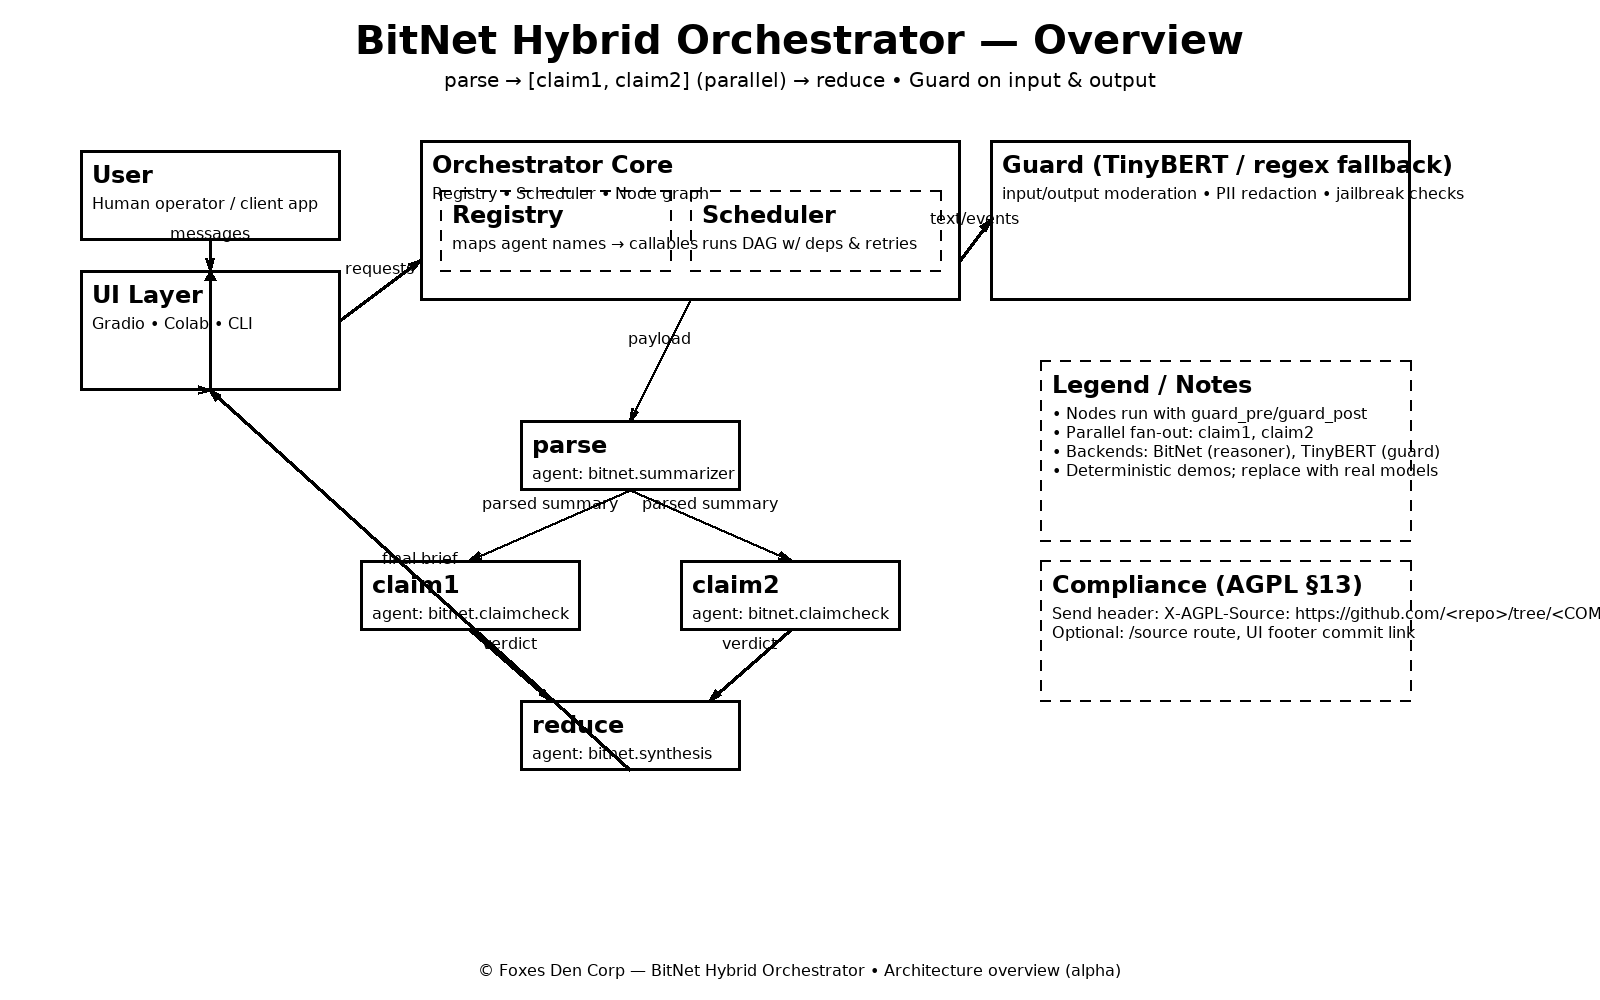 BitNet Hybrid Orchestrator — Overview
parse → [claim1, claim2] (parallel) → reduce • Guard on input & output
User
Human operator / client app
messages
UI Layer
Gradio • Colab • CLI
requests
Orchestrator Core
Registry • Scheduler • Node graph
Registry
maps agent names → callables
Scheduler
runs DAG w/ deps & retries
text/events
Guard (TinyBERT / regex fallback)
input/output moderation • PII redaction • jailbreak checks
payload
parse
agent: bitnet.summarizer
parsed summary
parsed summary
final brief
claim1
agent: bitnet.claimcheck
claim2
agent: bitnet.claimcheck
verdict
verdict
reduce
agent: bitnet.synthesis
Legend / Notes
• Nodes run with guard_pre/guard_post
• Parallel fan-out: claim1, claim2
• Backends: BitNet (reasoner), TinyBERT (guard)
• Deterministic demos; replace with real models
Compliance (AGPL §13)
Send header: X-AGPL-Source: https://github.com/<repo>/tree/<COM
Optional: /source route, UI footer commit link
© Foxes Den Corp — BitNet Hybrid Orchestrator • Architecture overview (alpha)